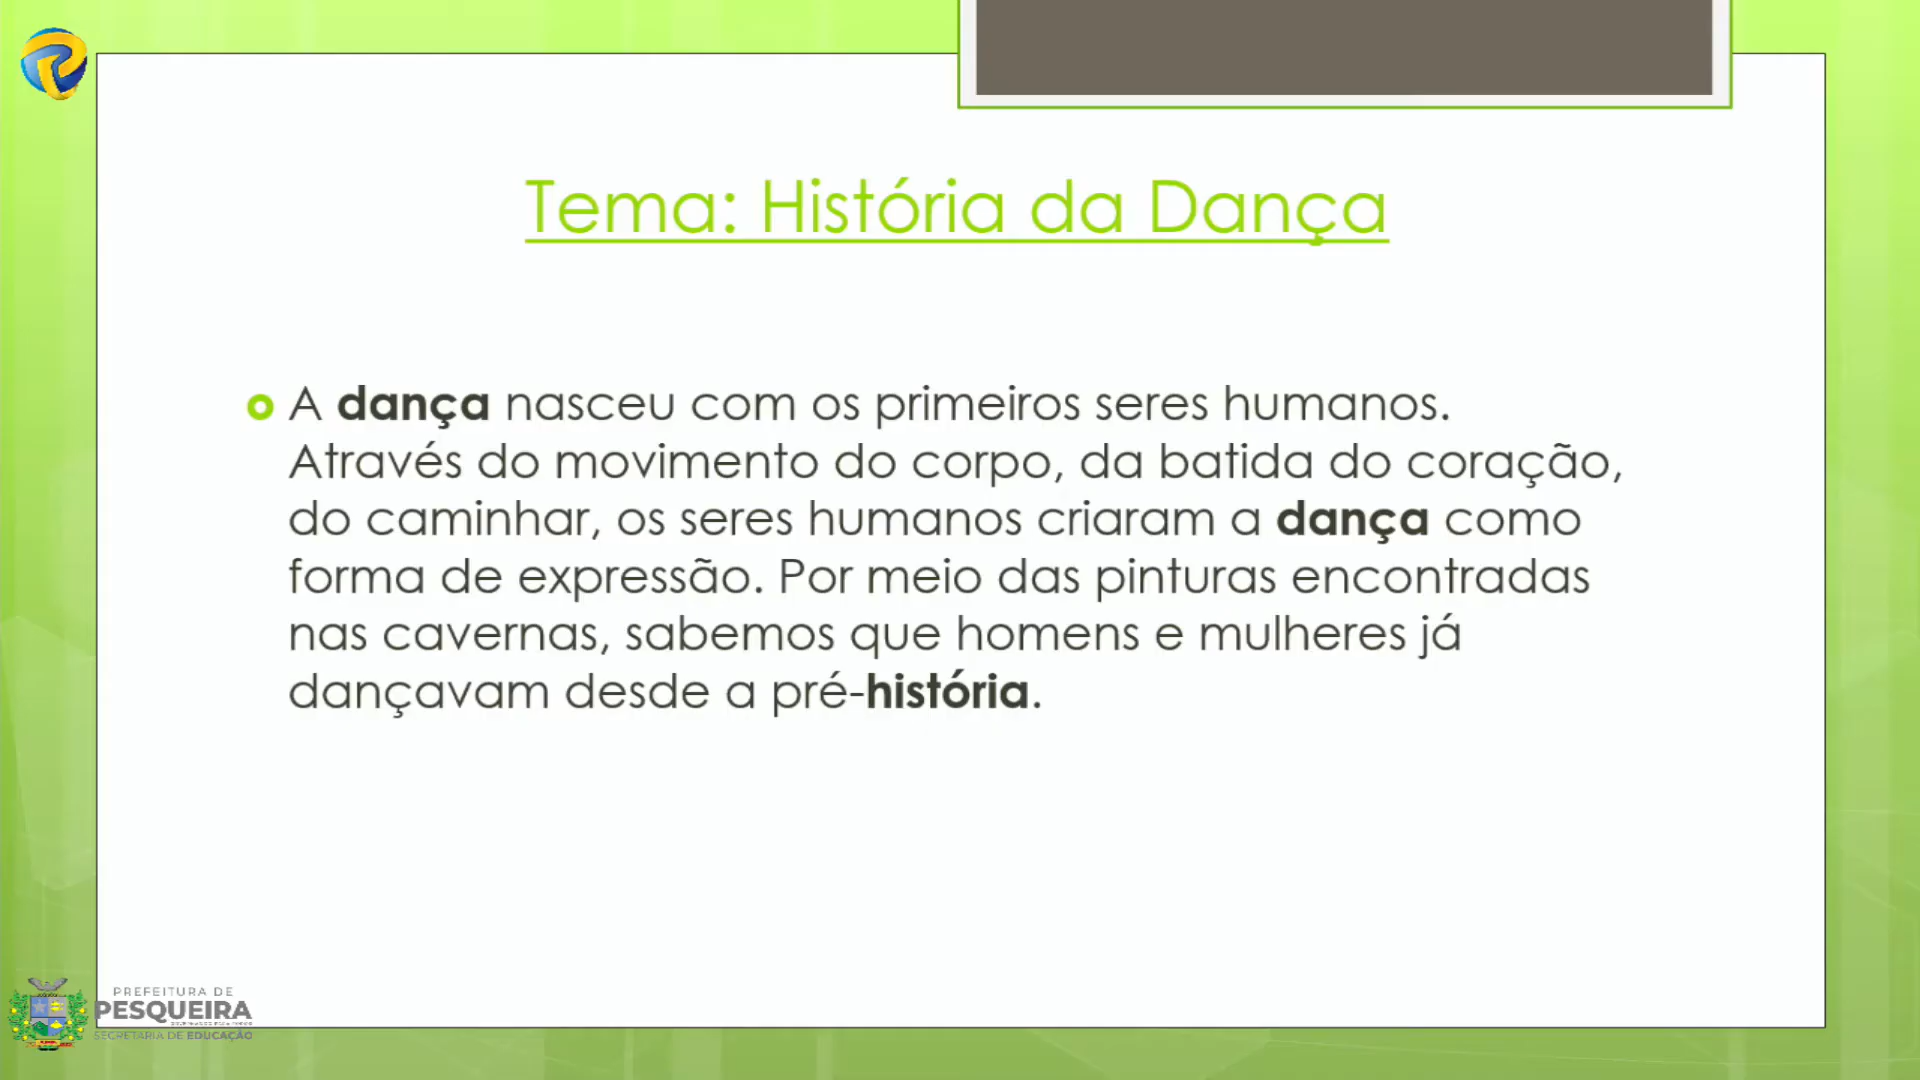 Tema: História da Dança
A dança nasceu com os primeiros seres humanos.
Através do movimento do corpo, da batida do coração,
do caminhar, os seres humanos criaram a dança como
forma de expressão. Por meio das pinturas encontradas
nas cavernas, sabemos que homens e mulheres já
dançavam desde a pré-história.
PREFEITURA DE
PESQUEIRA
SECRETARIA DE EDUCAÇÃO